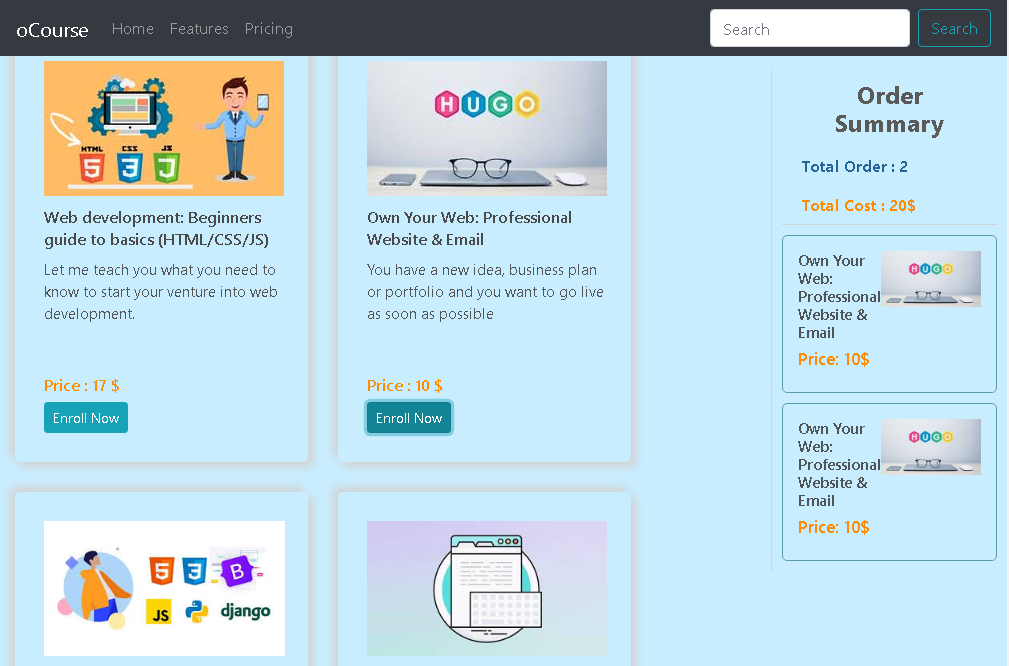 oCourse Home Features Pricing Search Search
HTML CSS JS
5 3 J
Web development: Beginners
guide to basics (HTML/CSS/JS)
Let me teach you what you need to
know to start your venture into web
development.
Price : 17 $
Enroll Now
HUGO
Own Your Web: Professional
Website & Email
You have a new idea, business plan
or portfolio and you want to go live
as soon as possible
Price : 10 $
Enroll Now
5 3 B
JS django
Order
Summary
Total Order : 2
Total Cost : 20$
Own Your
Web:
Professional
Website &
Email
HUGO
Price: 10$
Own Your
Web:
Professional
Website &
Email
HUGO
Price: 10$